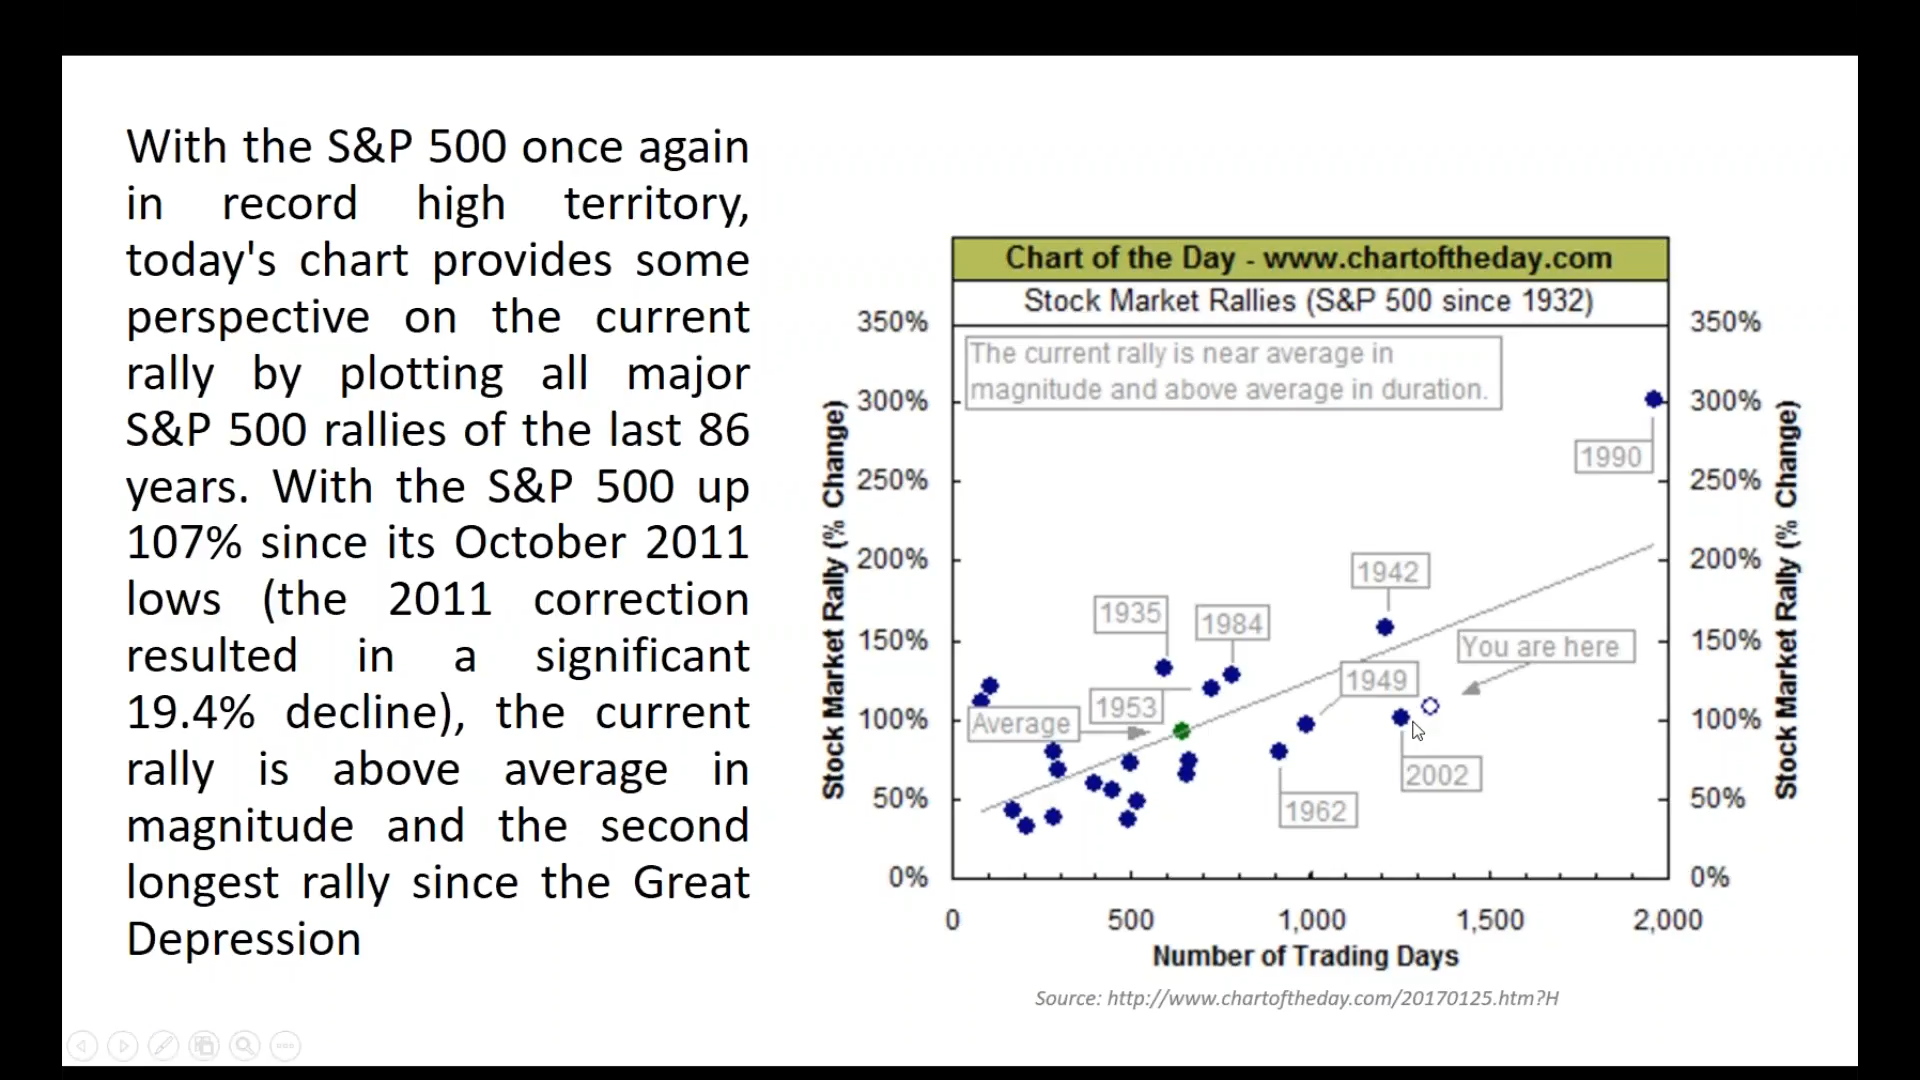 With the S&P 500 once again
in record high territory,
today's chart provides some
perspective on the current
rally by plotting all major
S&P 500 rallies of the last 86
years. With the S&P 500 up
107% since its October 2011
lows (the 2011 correction
resulted in a significant
19.4% decline), the current
rally is above average in
magnitude and the second
longest rally since the Great
Depression
Chart of the Day - www.chartoftheday.com
Stock Market Rallies (S&P 500 since 1932)
The current rally is near average in
magnitude and above average in duration.
Stock Market Rally (% Change)
350%
300%
250%
200%
150%
100%
50%
0%
1990
1942
1935
1984
You are here
1949
1953
Average
2002
1962
350%
300%
250%
200%
150%
100%
50%
0%
Stock Market Rally (% Change)
0 500 1,000 1,500 2,000
Number of Trading Days
Source: http://www.chartoftheday.com/20170125.htm?H